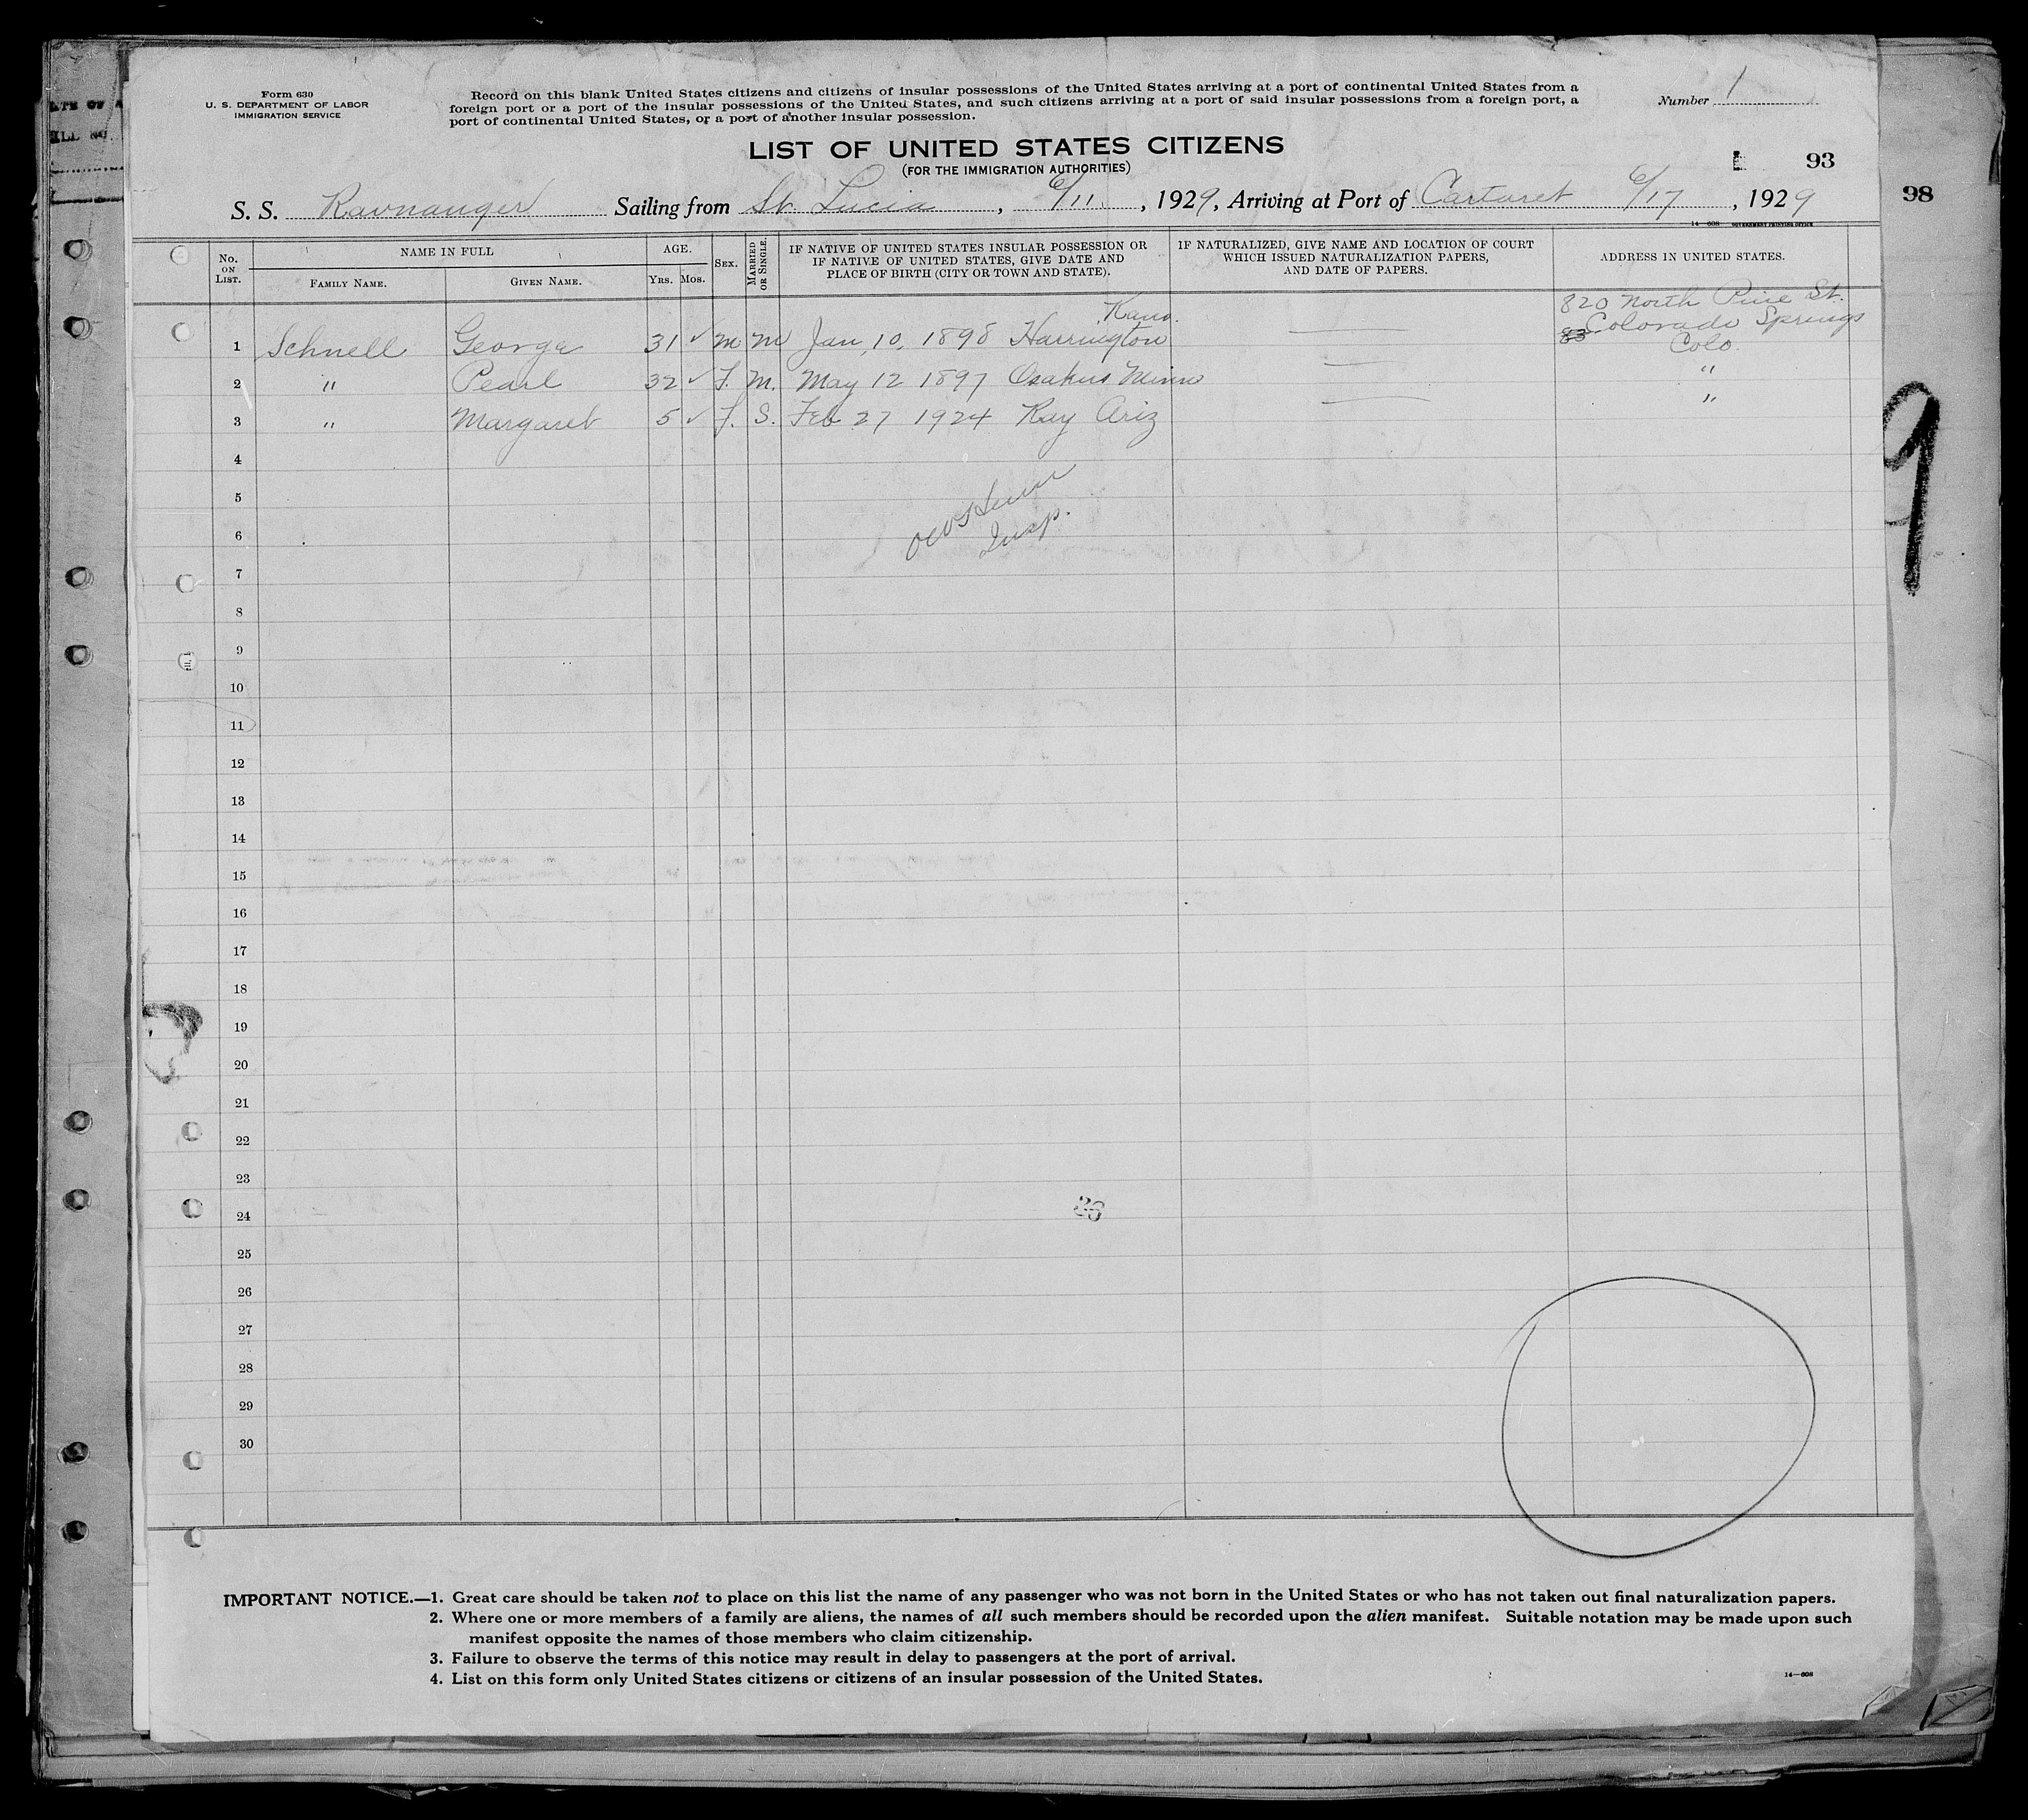 Form 630
U. S. DEPARTMENT OF LABOR
IMMIGRATION SERVICE
Record on this blank United States citizens and citizens of insular possessions of the United States arriving at a port of continental United States from a
foreign port or a port of the insular possessions of the United States, and such citizens arriving at a port of said insular possessions from a foreign port, a
port of continental United States, or a port of another insular possession.
Number 1
LIST OF UNITED STATES CITIZENS
(FOR THE IMMIGRATION AUTHORITIES)
93
98
S. S. Ravnanger Sailing from St. Lucia, 6/11, 1929, Arriving at Port of Carteret 6/17, 1929
14-608 GOVERNMENT PRINTING OFFICE
No. ON LIST. NAME IN FULL FAMILY NAME. GIVEN NAME. AGE. YRS. MOS. SEX. MARRIED OR SINGLE.
IF NATIVE OF UNITED STATES INSULAR POSSESSION OR
IF NATIVE OF UNITED STATES, GIVE DATE AND
PLACE OF BIRTH (CITY OR TOWN AND STATE).
IF NATURALIZED, GIVE NAME AND LOCATION OF COURT
WHICH ISSUED NATURALIZATION PAPERS,
AND DATE OF PAPERS.
ADDRESS IN UNITED STATES.
1 Schnell George 31 ✓ M M Jan, 10, 1898 Harrington Kans. — 820 North Pine St.
Colorado Springs
Colo.
2 " Pearl 32 ✓ F. M. May 12 1897 Osakis Minn — "
3 " Margaret 5 ✓ F. S. Feb 27 1924 Ray Ariz — "
4
5
Insp.
6
7
8
9
10
11
12
13
14
15
16
17
18
19
20
21
22
23
24
25
26
27
28
29
30
9
IMPORTANT NOTICE.—1. Great care should be taken not to place on this list the name of any passenger who was not born in the United States or who has not taken out final naturalization papers.
2. Where one or more members of a family are aliens, the names of all such members should be recorded upon the alien manifest. Suitable notation may be made upon such
manifest opposite the names of those members who claim citizenship.
3. Failure to observe the terms of this notice may result in delay to passengers at the port of arrival.
4. List on this form only United States citizens or citizens of an insular possession of the United States.
14—608